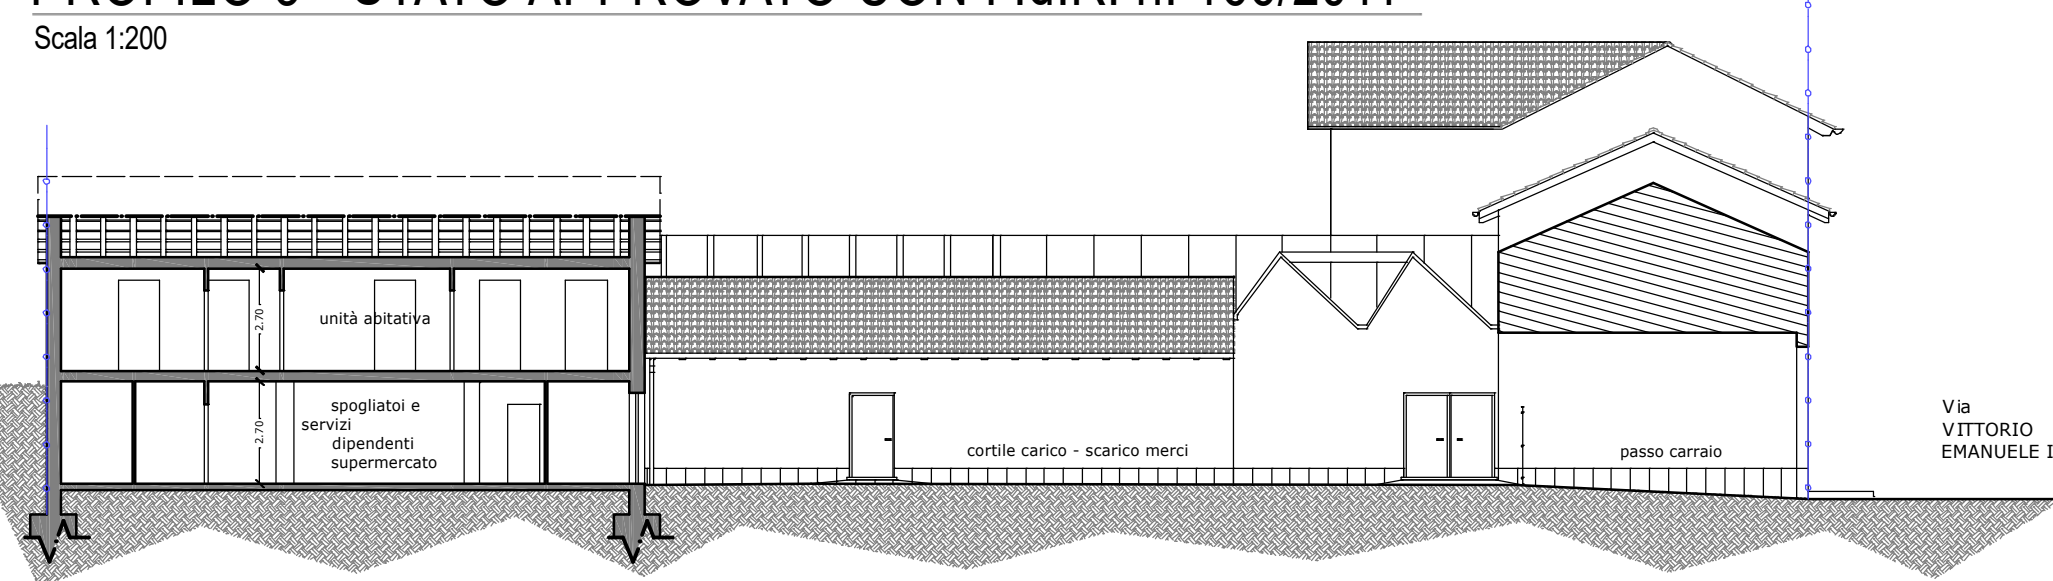 Scala 1:200
unità abitativa
2.70
spogliatoi e
servizi
dipendenti
supermercato
2.70
cortile carico - scarico merci
passo carraio
Via
VITTORIO
EMANUELE I